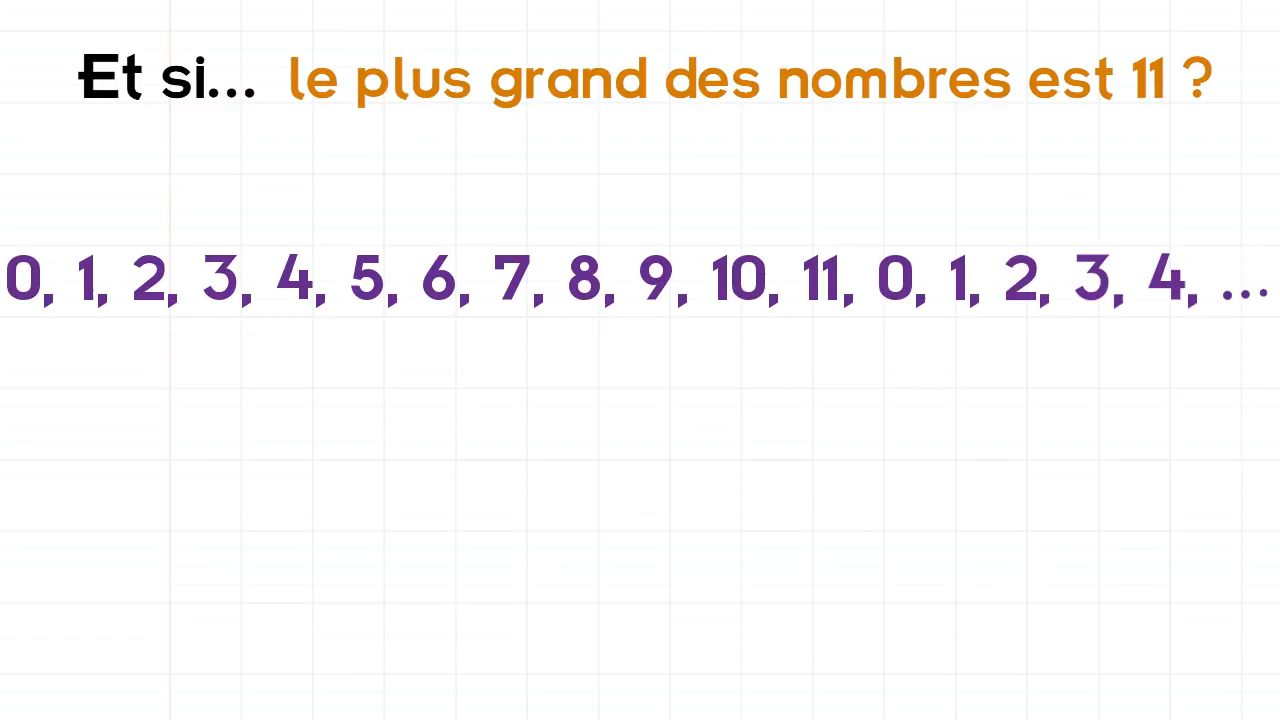 Et si... le plus grand des nombres est 11 ?
0, 1, 2, 3, 4, 5, 6, 7, 8, 9, 10, 11, 0, 1, 2, 3, 4, ...